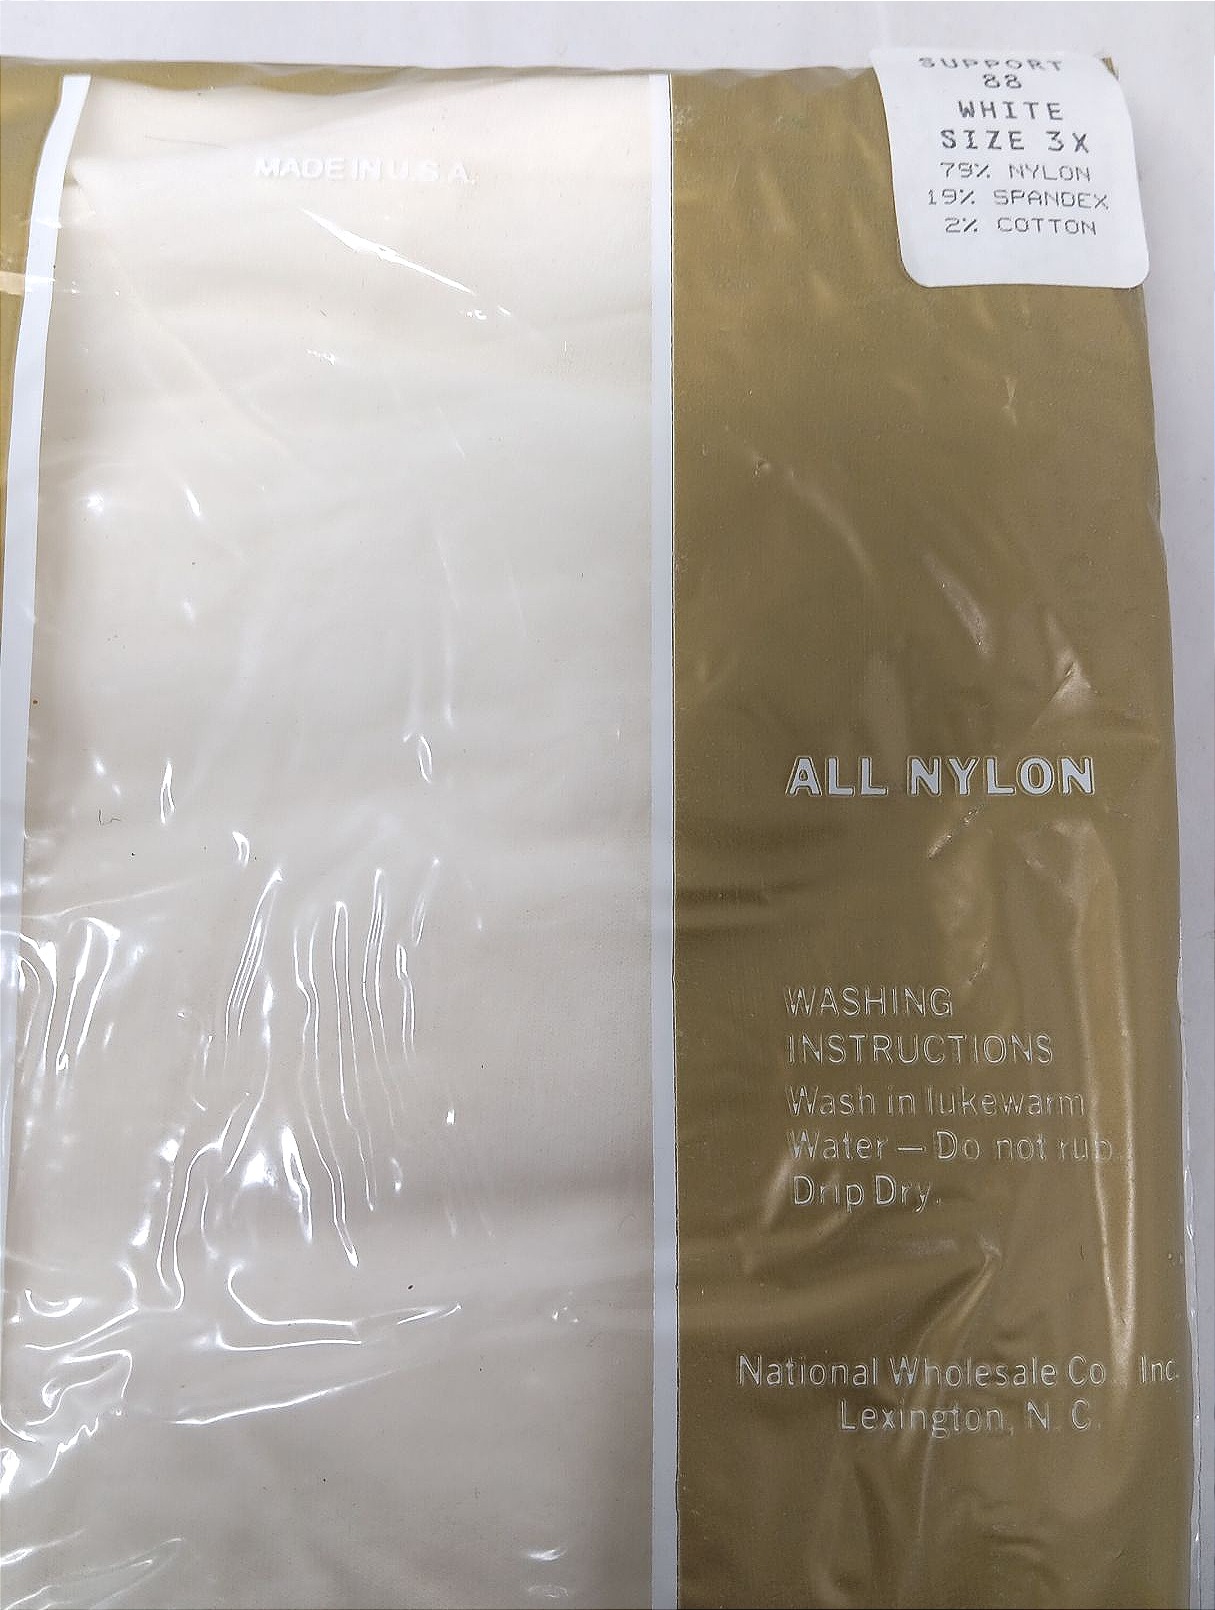 SUPPORT
88
WHITE
SIZE 3X
79% NYLON
19% SPANDEX
2% COTTON
MADE IN U.S.A.
ALL NYLON
WASHING
INSTRUCTIONS
Wash in lukewarm
Water — Do not rub
Drip Dry.
National Wholesale Co Inc.
Lexington, N. C.